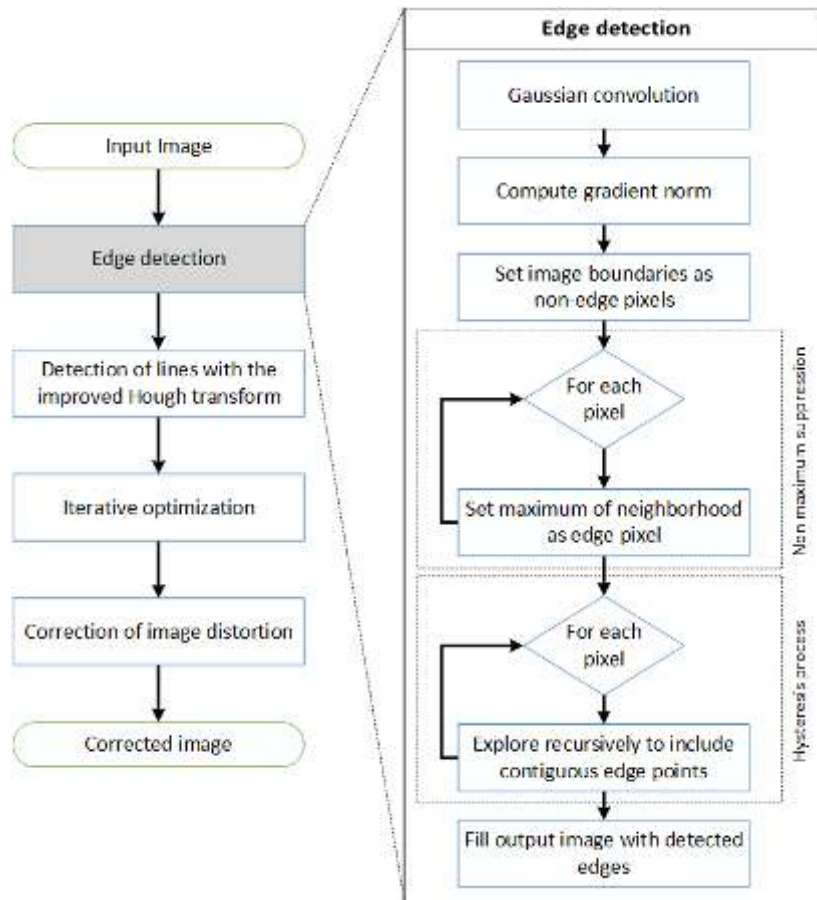 Input Image
Edge detection
Detection of lines with the
improved Hough transform
Iterative optimization
Correction of image distortion
Corrected image
Edge detection
Gaussian convolution
Compute gradient norm
Set image boundaries as
non-edge pixels
For each
pixel
Set maximum of neighborhood
as edge pixel
Non maximum suppression
For each
pixel
Explore recursively to include
contiguous edge points
Hysteresis process
Fill output image with detected
edges